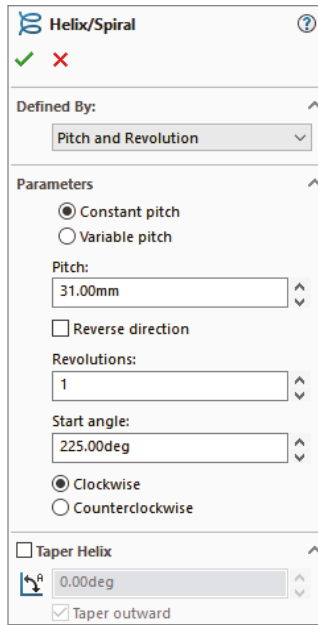 Helix/Spiral
Defined By:
Pitch and Revolution
Parameters
Constant pitch
Variable pitch
Pitch:
31.00mm
Reverse direction
Revolutions:
1
Start angle:
225.00deg
Clockwise
Counterclockwise
Taper Helix
0.00deg
Taper outward